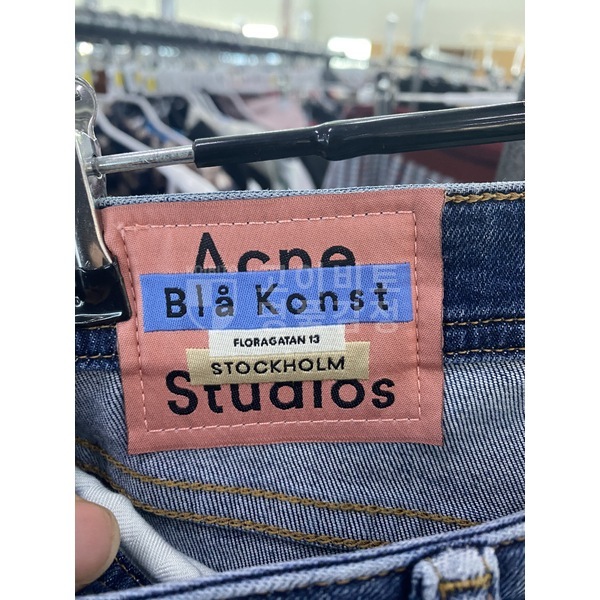 Acne
Blå Konst
FLORAGATAN 13
STOCKHOLM
Studios